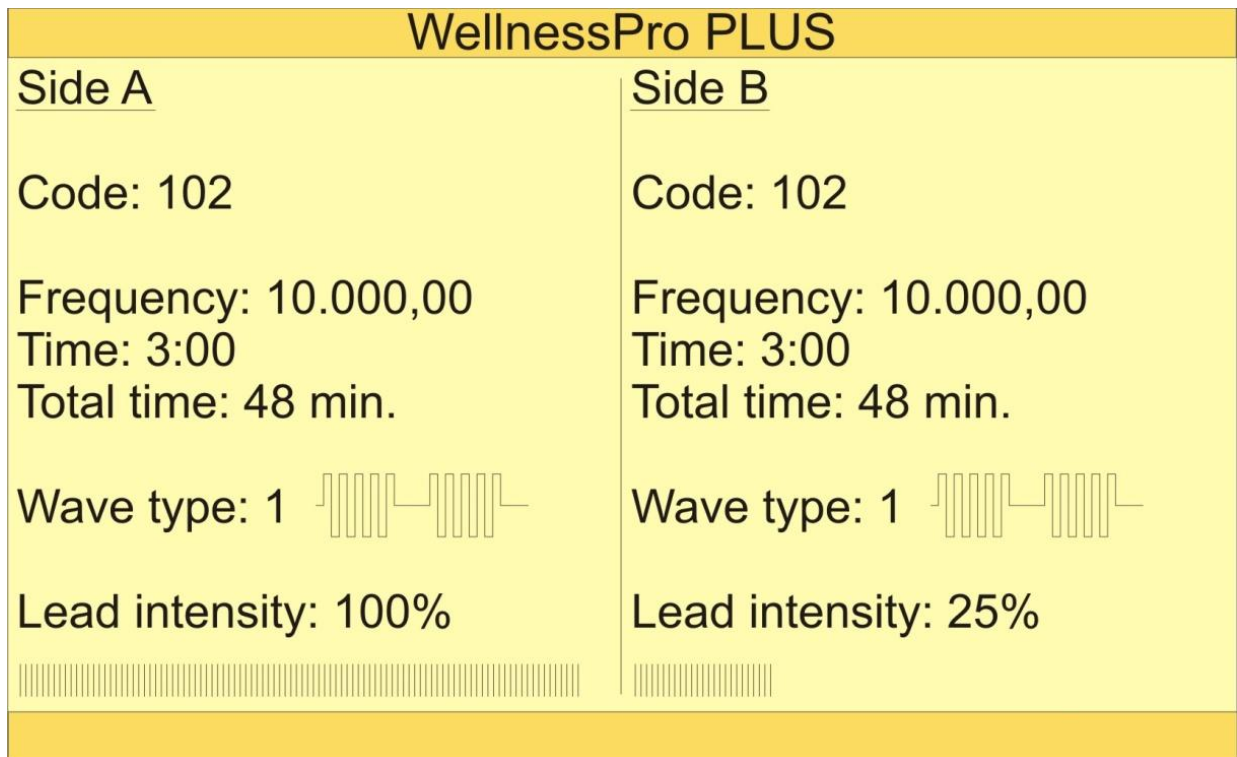 WellnessPro PLUS
Side A
Code: 102
Frequency: 10.000,00
Time: 3:00
Total time: 48 min.
Wave type: 1
Lead intensity: 100%
Side B
Code: 102
Frequency: 10.000,00
Time: 3:00
Total time: 48 min.
Wave type: 1
Lead intensity: 25%